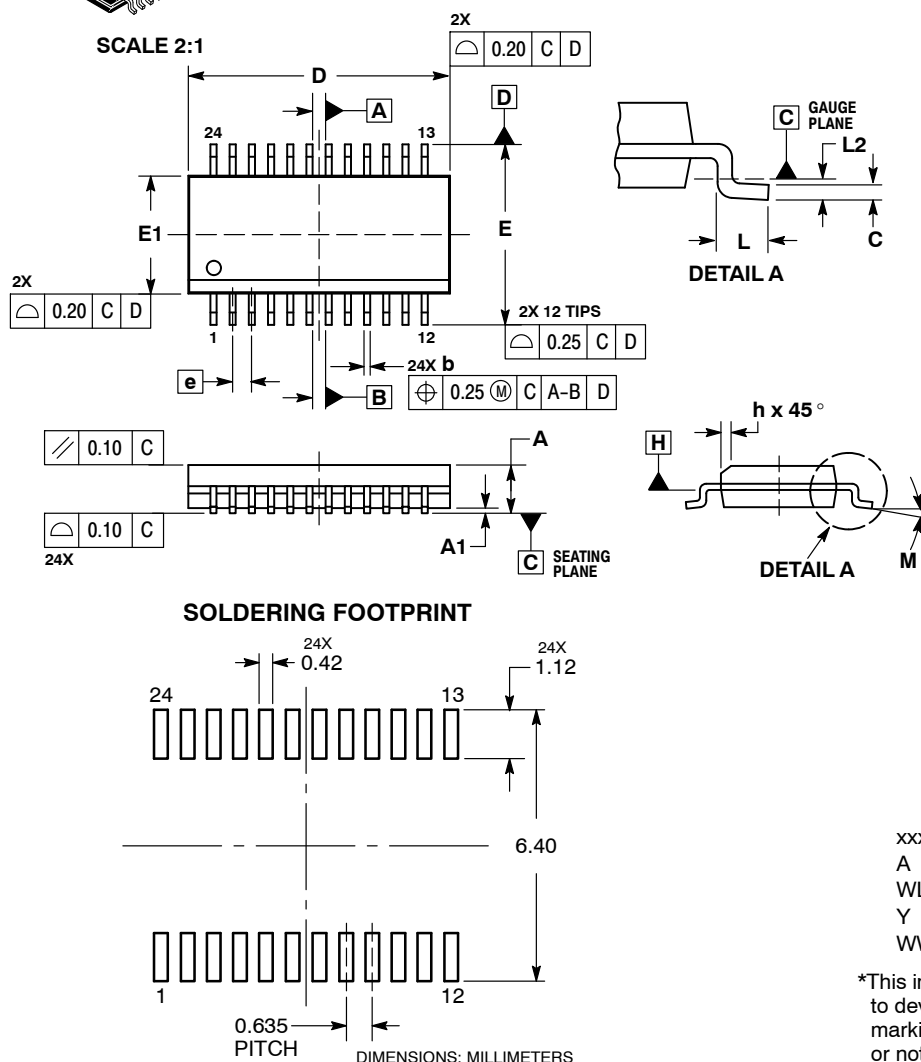 SCALE 2:1
2X
⌓ 0.20 C D
D
A
D
24
13
E1
E
2X
⌓ 0.20 C D
1
12
2X 12 TIPS
⌓ 0.25 C D
e
B
24X b
⌖ 0.25 Ⓜ C A-B D
C GAUGE
PLANE
L2
L
C
DETAIL A
⫽ 0.10 C
A
⌓ 0.10 C
24X
A1
C SEATING
PLANE
h x 45°
H
DETAIL A
M
SOLDERING FOOTPRINT
24X
0.42
24X
1.12
24
13
6.40
1
12
0.635
PITCH
DIMENSIONS: MILLIMETERS
A
Y
*This
to
or